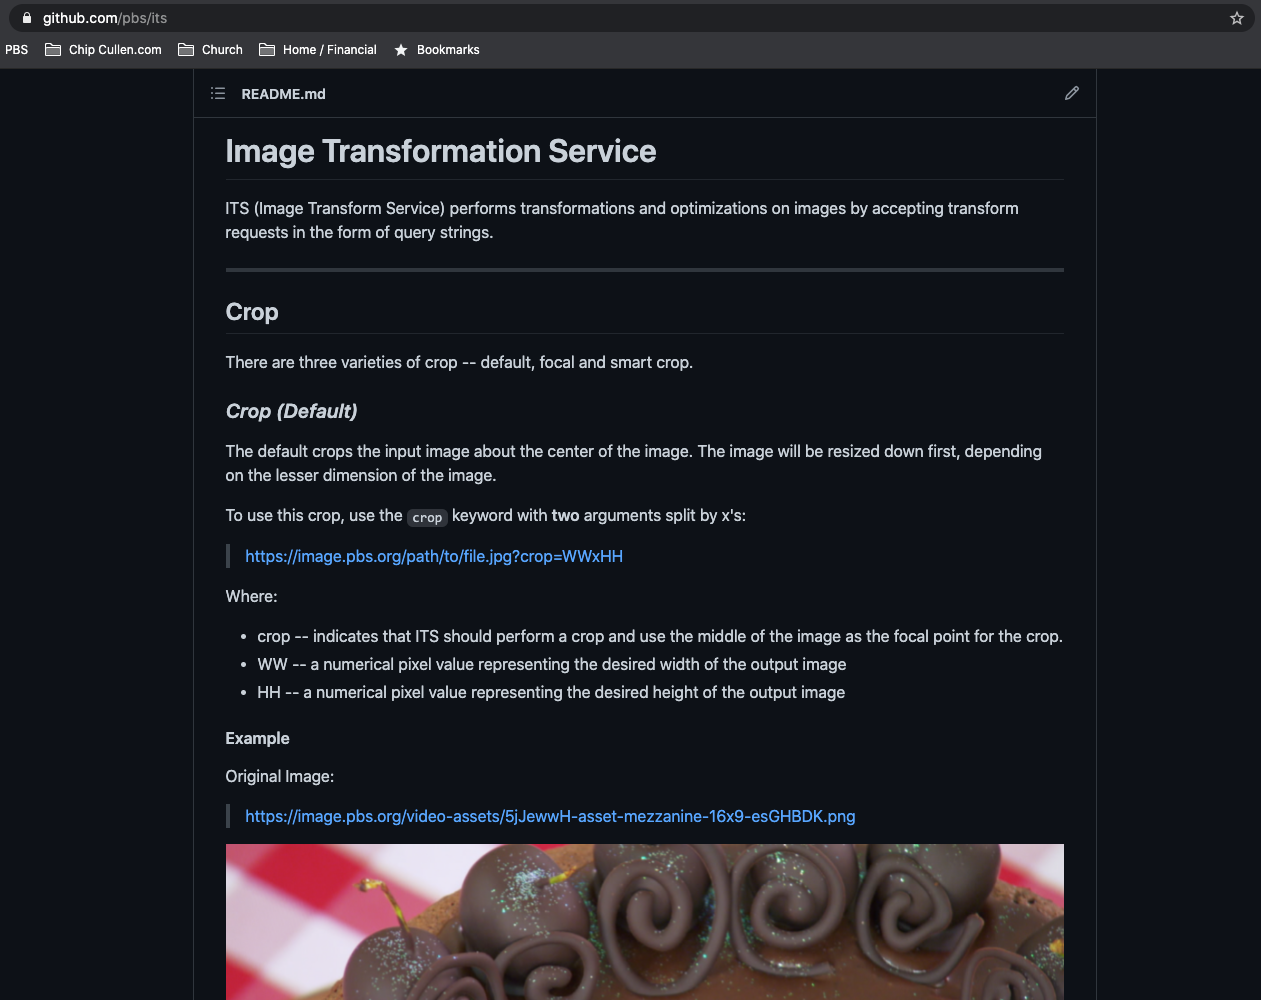 github.com/pbs/its
PBS Chip Cullen.com Church Home / Financial Bookmarks
README.md
Image Transformation Service
ITS (Image Transform Service) performs transformations and optimizations on images by accepting transform
requests in the form of query strings.
Crop
There are three varieties of crop -- default, focal and smart crop.
Crop (Default)
The default crops the input image about the center of the image. The image will be resized down first, depending
on the lesser dimension of the image.
To use this crop, use the crop keyword with two arguments split by x's:
https://image.pbs.org/path/to/file.jpg?crop=WWxHH
Where:
• crop -- indicates that ITS should perform a crop and use the middle of the image as the focal point for the crop.
• WW -- a numerical pixel value representing the desired width of the output image
• HH -- a numerical pixel value representing the desired height of the output image
Example
Original Image:
https://image.pbs.org/video-assets/5jJewwH-asset-mezzanine-16x9-esGHBDK.png